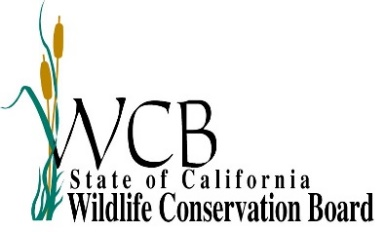 WCB
State of California
Wildlife Conservation Board